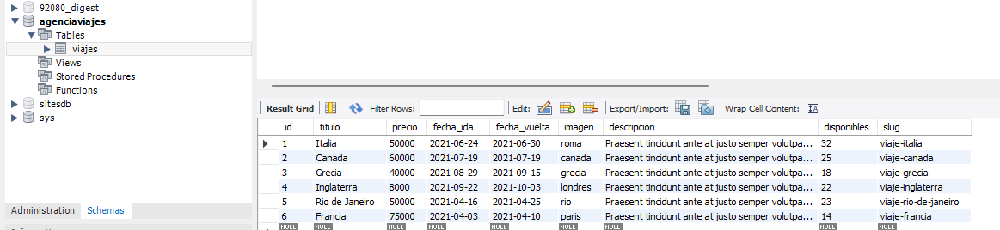 92080_digest
agenciaviajes
Tables
viajes
Views
Stored Procedures
Functions
sitesdb
sys
Administration Schemas
Result Grid Filter Rows: Edit: Export/Import: Wrap Cell Content:
id titulo precio fecha_ida fecha_vuelta imagen descripcion disponibles slug
1 Italia 50000 2021-06-24 2021-06-30 roma Praesent tincidunt ante at justo semper volutpa... 32 viaje-italia
2 Canada 60000 2021-07-19 2021-07-19 canada Praesent tincidunt ante at justo semper volutpa... 25 viaje-canada
3 Grecia 40000 2021-08-29 2021-09-15 grecia Praesent tincidunt ante at justo semper volutpa... 18 viaje-grecia
4 Inglaterra 8000 2021-09-22 2021-10-03 londres Praesent tincidunt ante at justo semper volutpa... 22 viaje-inglaterra
5 Rio de Janeiro 50000 2021-04-16 2021-04-25 rio Praesent tincidunt ante at justo semper volutpa... 23 viaje-rio-de-janeiro
6 Francia 75000 2021-04-03 2021-04-10 paris Praesent tincidunt ante at justo semper volutpa... 14 viaje-francia
NULL NULL NULL NULL NULL NULL NULL NULL NULL